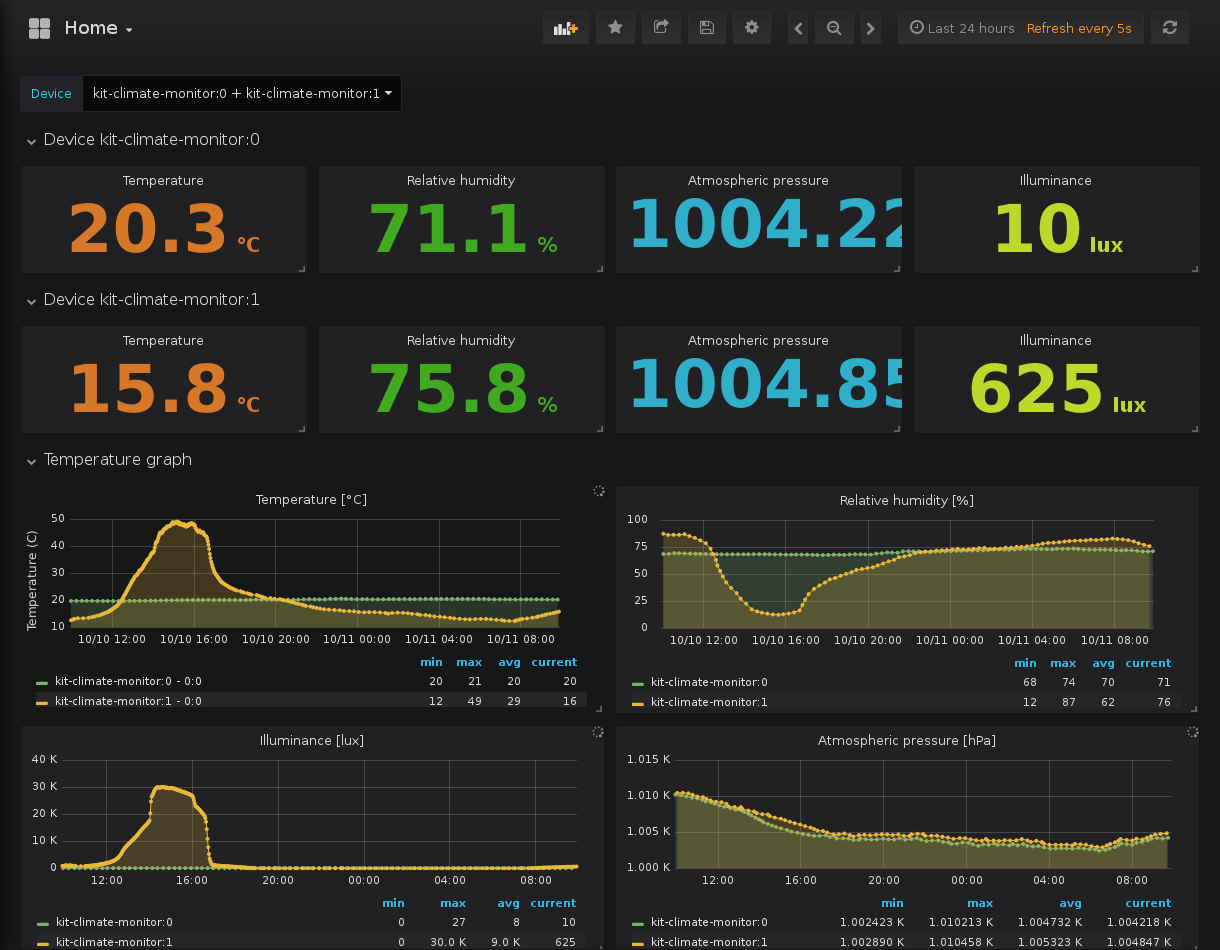 Home
Last 24 hours Refresh every 5s
Device kit-climate-monitor:0 + kit-climate-monitor:1
Device kit-climate-monitor:0
Temperature Relative humidity Atmospheric pressure Illuminance
20.3 °C 71.1 % 1004.22 10 lux
Device kit-climate-monitor:1
Temperature Relative humidity Atmospheric pressure Illuminance
15.8 °C 75.8 % 1004.85 625 lux
Temperature graph
Temperature [°C]
Temperature (C)
50
40
30
20
10
10/10 12:00 10/10 16:00 10/10 20:00 10/11 00:00 10/11 04:00 10/11 08:00
min max avg current
kit-climate-monitor:0 - 0:0 20 21 20 20
kit-climate-monitor:1 - 0:0 12 49 29 16
Relative humidity [%]
100
75
50
25
0
10/10 12:00 10/10 16:00 10/10 20:00 10/11 00:00 10/11 04:00 10/11 08:00
min max avg current
kit-climate-monitor:0 68 74 70 71
kit-climate-monitor:1 12 87 62 76
Illuminance [lux]
40 K
30 K
20 K
10 K
0
12:00 16:00 20:00 00:00 04:00 08:00
min max avg current
kit-climate-monitor:0 0 27 8 10
kit-climate-monitor:1 0 30.0 K 9.0 K 625
Atmospheric pressure [hPa]
1.015 K
1.010 K
1.005 K
1.000 K
12:00 16:00 20:00 00:00 04:00 08:00
min max avg current
kit-climate-monitor:0 1.002423 K 1.010213 K 1.004732 K 1.004218 K
kit-climate-monitor:1 1.002890 K 1.010458 K 1.005323 K 1.004847 K